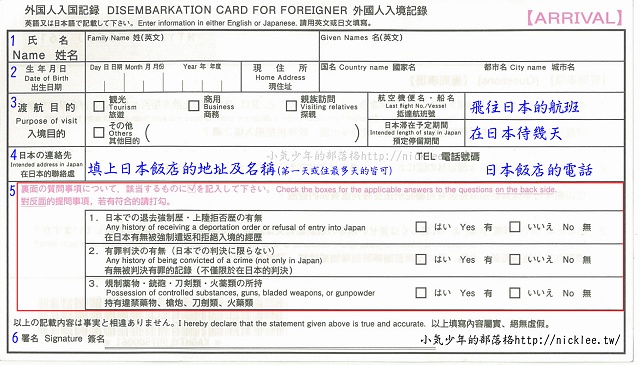 外国人入国記録 DISEMBARKATION CARD FOR FOREIGNER 外國人入境記錄
英語又は日本語で記載して下さい。 Enter information in either English or Japanese. 請用英文或日文填寫。
【ARRIVAL】
1 氏 名
Name 姓名
Family Name 姓(英文)
Given Names 名(英文)
2 生 年 月 日
Date of Birth
出生日期
Day 日 日期 Month 月 月份 Year 年 年度
現 住 所
Home Address
現住址
国名 Country name 國家名
都市名 City name 城市名
3 渡 航 目 的
Purpose of visit
入境目的
観光
Tourism
旅遊
商用
Business
商務
親族訪問
Visiting relatives
探親
その他
Others
其他目的
( )
航空機便名・船名
Last flight No./Vessel
抵達航班號
飛往日本的航班
日本滞在予定期間
Intended length of stay in Japan
預定停留期間
在日本待幾天
4 日本の連絡先
Intended address in Japan
在日本的聯絡處
小氣少年的部落格http://nicklee.tw/
填上日本飯店的地址及名稱(第一天或住最多天的皆可)
TEL 電話號碼
日本飯店的電話
5 裏面の質問事項について、該当するものに☑を記入して下さい。 Check the boxes for the applicable answers to the questions on the back side.
對反面的提問事項，若有符合的請打勾。
1. 日本での退去強制歴・上陸拒否歴の有無
Any history of receiving a deportation order or refusal of entry into Japan
在日本有無被強制遣返和拒絕入境的經歷
はい Yes 有 いいえ No 無
2. 有罪判決の有無（日本での判決に限らない）
Any history of being convicted of a crime (not only in Japan)
有無被判決有罪的記錄（不僅限於在日本的判決）
はい Yes 有 いいえ No 無
3. 規制薬物・銃砲・刀剣類・火薬類の所持
Possession of controlled substances, guns, bladed weapons, or gunpowder
持有違禁藥物、槍炮、刀劍類、火藥類
はい Yes 有 いいえ No 無
以上の記載内容は事実と相違ありません。 I hereby declare that the statement given above is true and accurate. 以上填寫內容屬實、絕無虛假。
6 署名 Signature 簽名
小氣少年的部落格http://nicklee.tw/